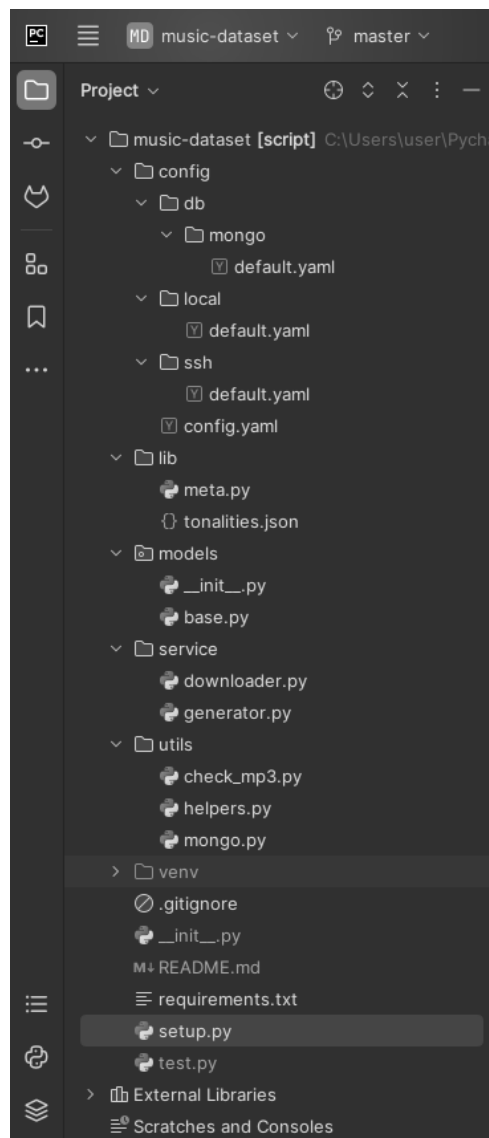 PC MD music-dataset master
Project
music-dataset [script] C:\Users\user\Pych
config
db
mongo
Y default.yaml
local
Y default.yaml
ssh
Y default.yaml
Y config.yaml
lib
meta.py
{} tonalities.json
models
__init__.py
base.py
service
downloader.py
generator.py
utils
check_mp3.py
helpers.py
mongo.py
venv
.gitignore
__init__.py
M↓ README.md
requirements.txt
setup.py
test.py
External Libraries
Scratches and Consoles